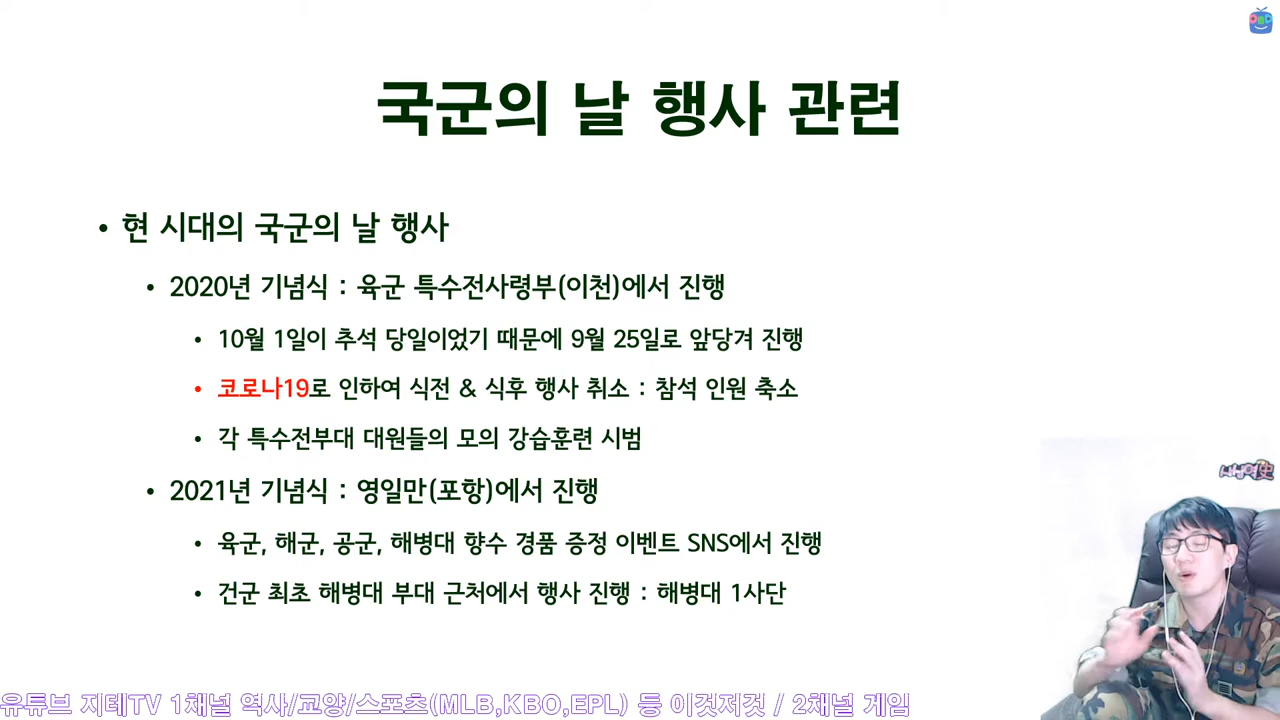 국군의 날 행사 관련
• 현 시대의 국군의 날 행사
• 2020년 기념식 : 육군 특수전사령부(이천)에서 진행
• 10월 1일이 추석 당일이었기 때문에 9월 25일로 앞당겨 진행
• 코로나19로 인하여 식전 & 식후 행사 취소 : 참석 인원 축소
• 각 특수전부대 대원들의 모의 강습훈련 시범
• 2021년 기념식 : 영일만(포항)에서 진행
• 육군, 해군, 공군, 해병대 향수 경품 증정 이벤트 SNS에서 진행
• 건군 최초 해병대 부대 근처에서 행사 진행 : 해병대 1사단
유튜브 지테TV 1채널 역사/교양/스포츠(MLB,KBO,EPL) 등 이것저것 / 2채널 게임